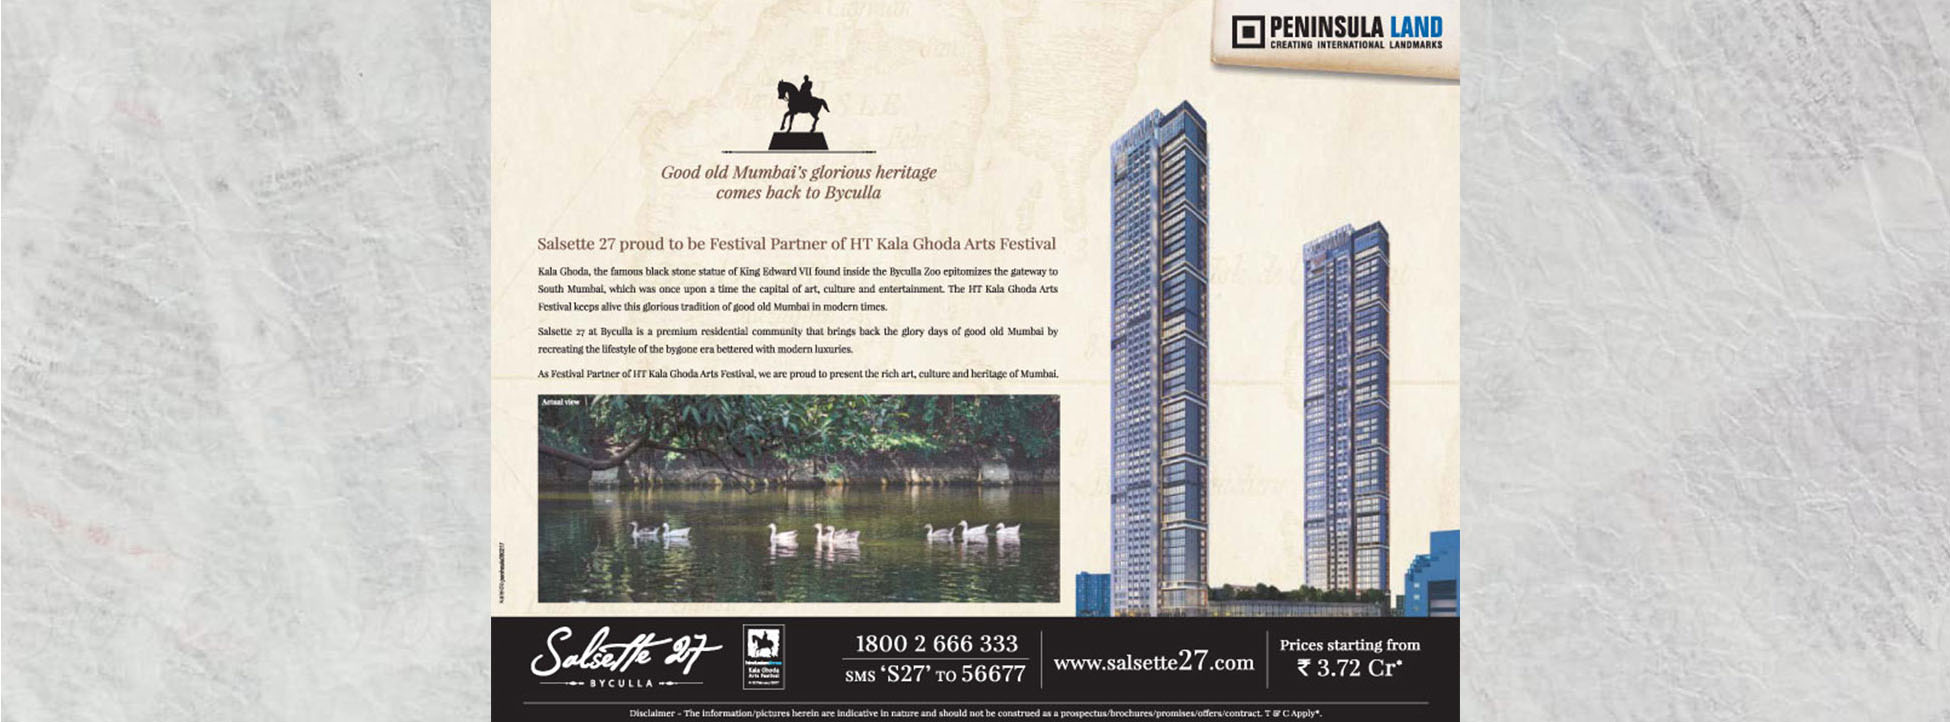 PENINSULA LAND
CREATING INTERNATIONAL LANDMARKS
Good old Mumbai's glorious heritage
comes back to Byculla
Salsette 27 proud to be Festival Partner of HT Kala Ghoda Arts Festival
Kala Ghoda, the famous black stone statue of King Edward VII found inside the Byculla Zoo epitomizes the gateway to
South Mumbai, which was once upon a time the capital of art, culture and entertainment. The HT Kala Ghoda Arts
Festival keeps alive this glorious tradition of good old Mumbai in modern times.
Salsette 27 at Byculla is a premium residential community that brings back the glory days of good old Mumbai by
recreating the lifestyle of the bygone era bettered with modern luxuries.
As Festival Partner of HT Kala Ghoda Arts Festival, we are proud to present the rich art, culture and heritage of Mumbai.
Actual view
Salsette 27
BYCULLA
hindustantimes
Kala Ghoda
Arts Festival
1800 2 666 333
SMS 'S27' TO 56677
www.salsette27.com
Prices starting from
₹ 3.72 Cr*
Disclaimer - The information/pictures herein are indicative in nature and should not be construed as a prospectus/brochures/promises/offers/contract. T & C Apply*.